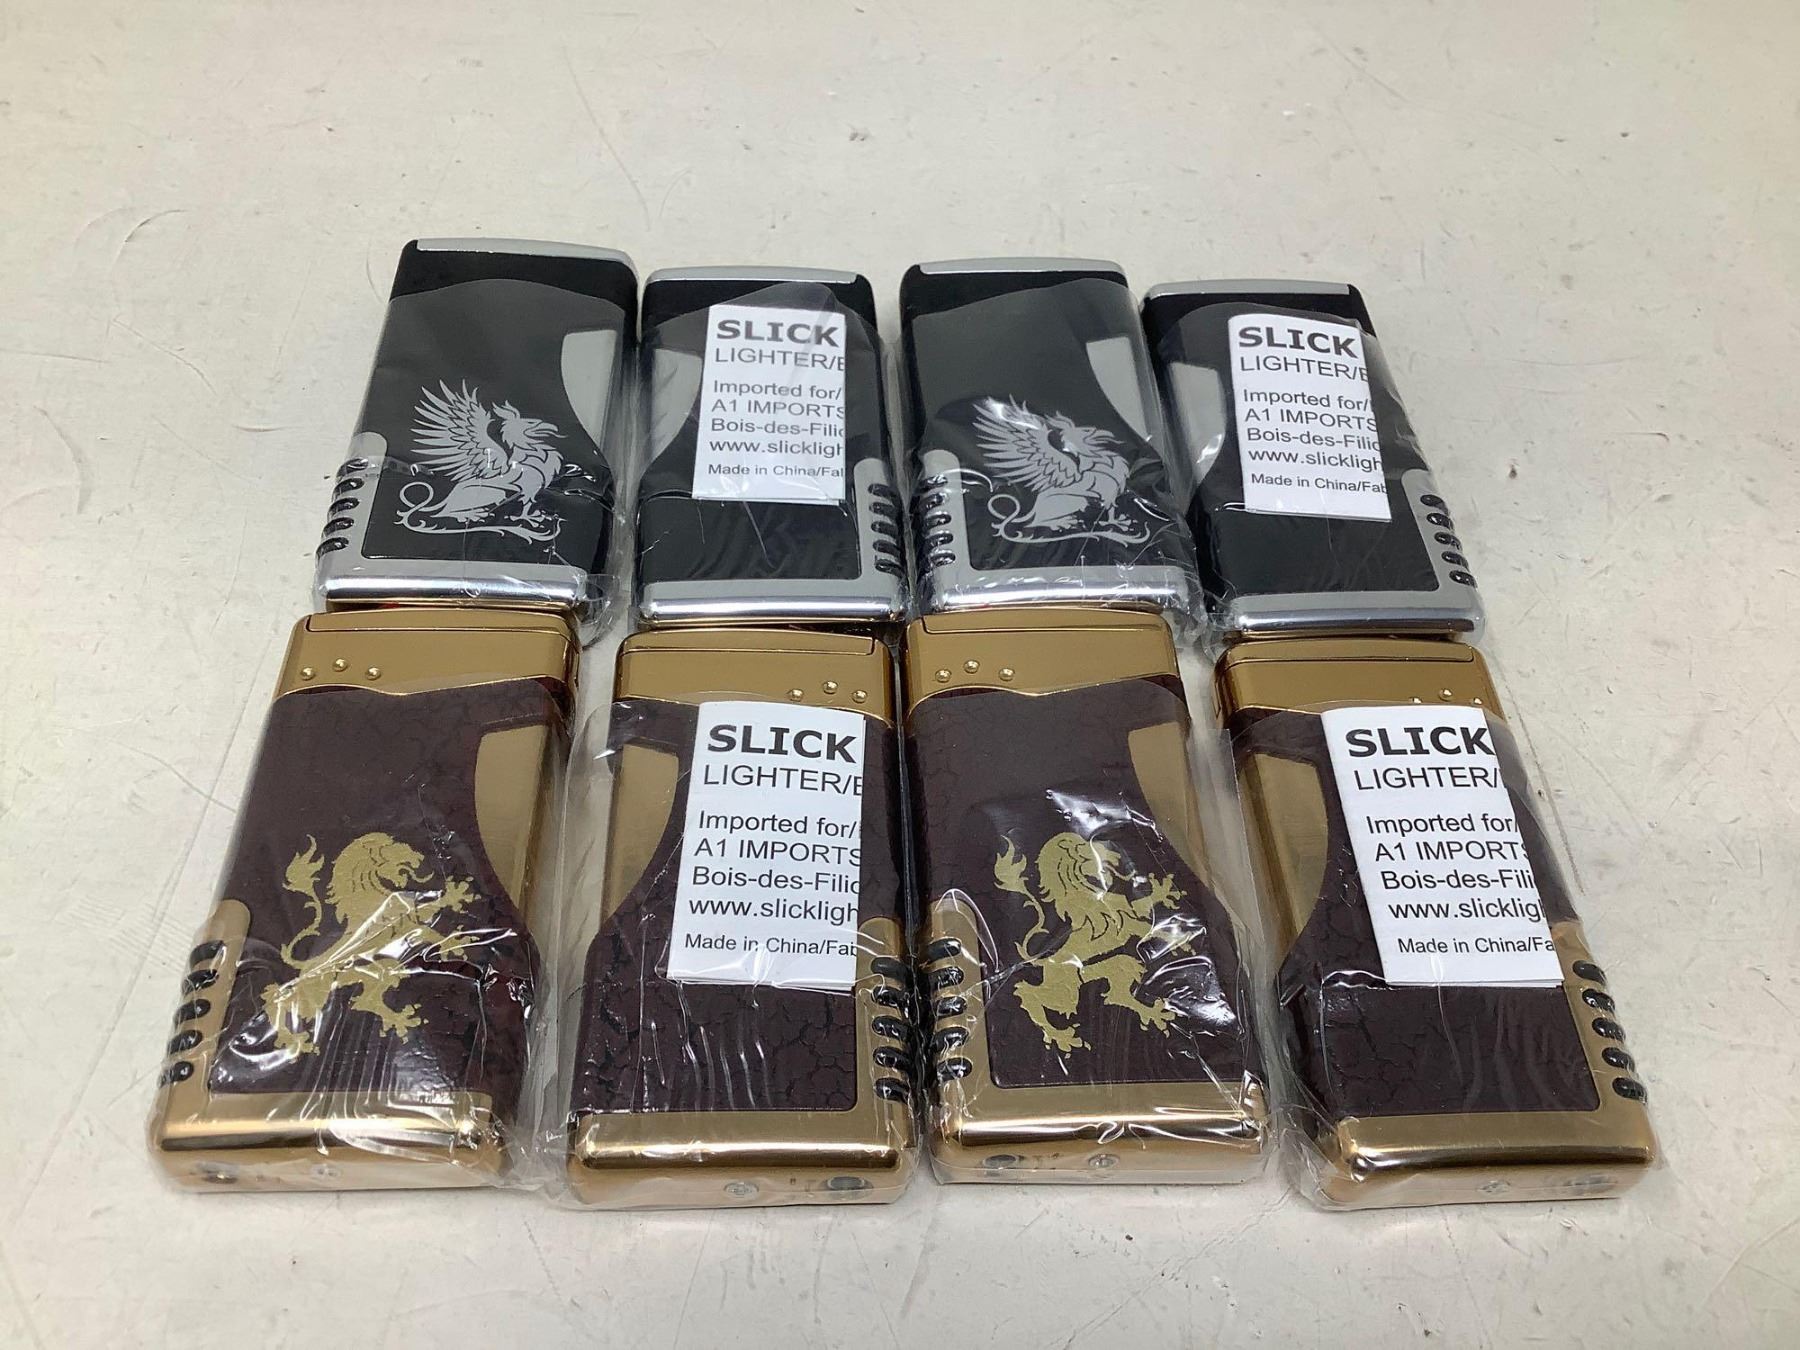 SLICK
LIGHTER/
Imported for/
A1 IMPORTS
Bois-des-Filic
www.slickligh
Made in China/Fab
SLICK
LIGHTER/
Imported for/
A1 IMPORTS
Bois-des-Filic
www.slickligh
Made in China/Fab
SLICK
LIGHTER/E
Imported for/
A1 IMPORTS
Bois-des-Filic
www.slickligh
Made in China/Fab
SLICK
LIGHTER/
Imported for/
A1 IMPORTS
Bois-des-Filic
www.slickligh
Made in China/Fa